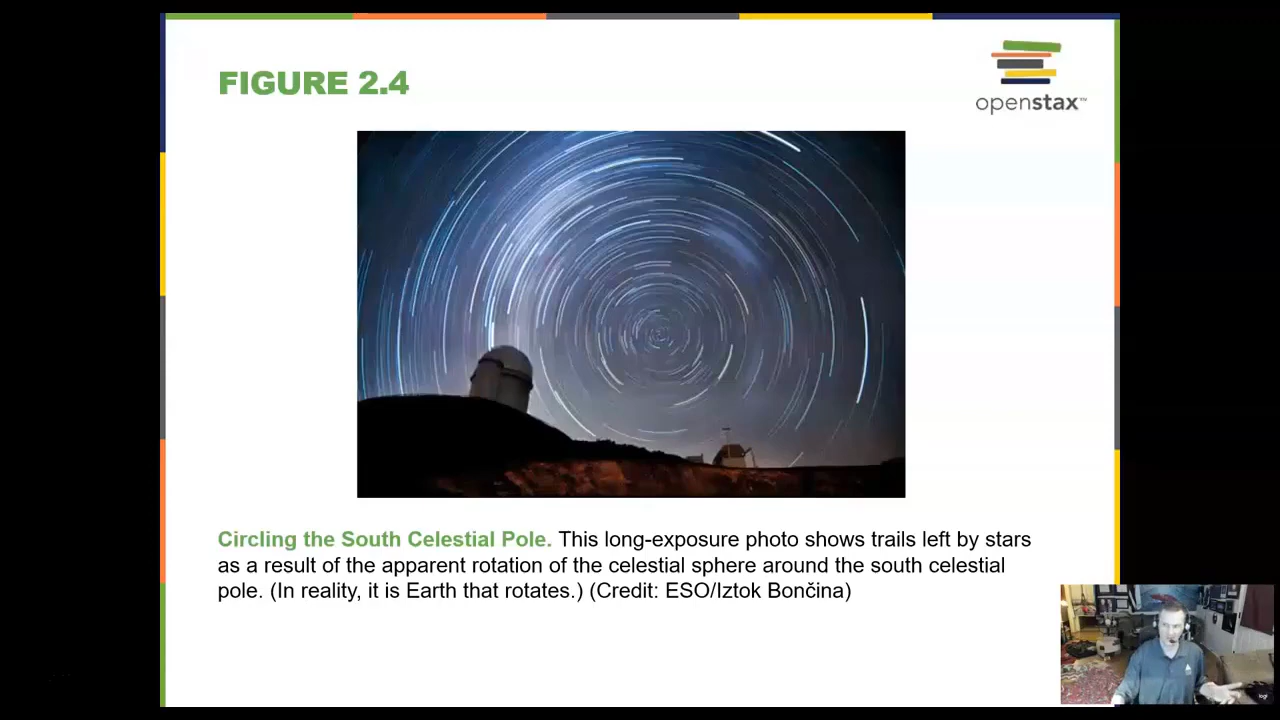 FIGURE 2.4
openstax™
Circling the South Celestial Pole. This long-exposure photo shows trails left by stars
as a result of the apparent rotation of the celestial sphere around the south celestial
pole. (In reality, it is Earth that rotates.) (Credit: ESO/Iztok Bončina)
logi